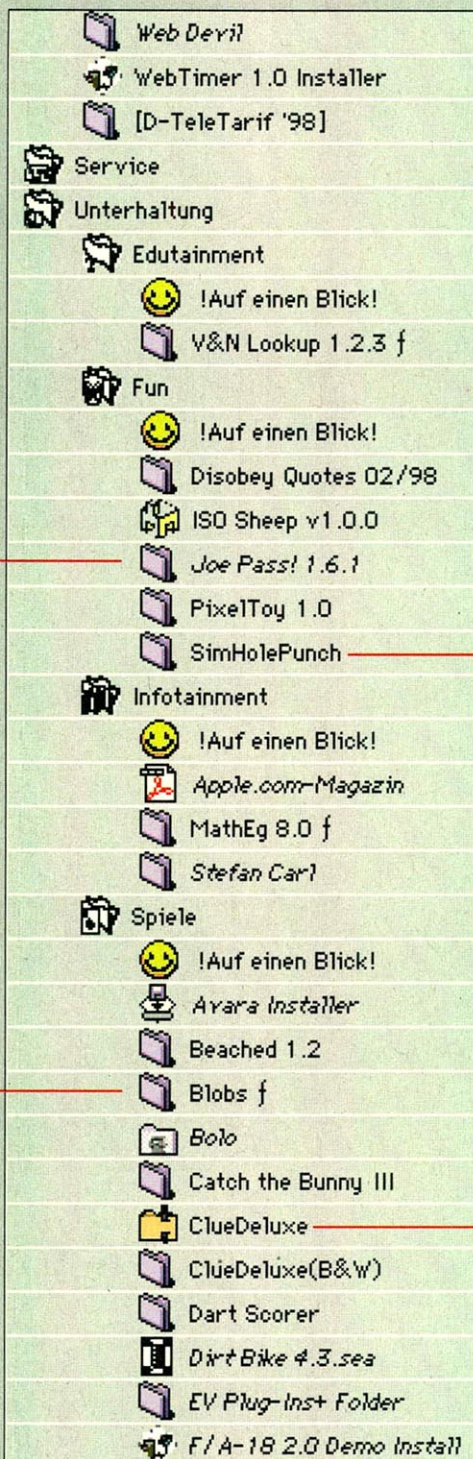 Web Devil
WebTimer 1.0 Installer
[D-TeleTarif '98]
Service
Unterhaltung
Edutainment
!Auf einen Blick!
V&N Lookup 1.2.3 ƒ
Fun
!Auf einen Blick!
Disobey Quotes 02/98
ISO Sheep v1.0.0
Joe Pass! 1.6.1
PixelToy 1.0
SimHolePunch
Infotainment
!Auf einen Blick!
Apple.com-Magazin
MathEg 8.0 ƒ
Stefan Carl
Spiele
!Auf einen Blick!
Avara Installer
Beached 1.2
Blobs ƒ
Bolo
Catch the Bunny III
ClueDeluxe
ClueDeluxe(B&W)
Dart Scorer
Dirt Bike 4.3.sea
EV Plug-Ins+ Folder
F/A-18 2.0 Demo Install